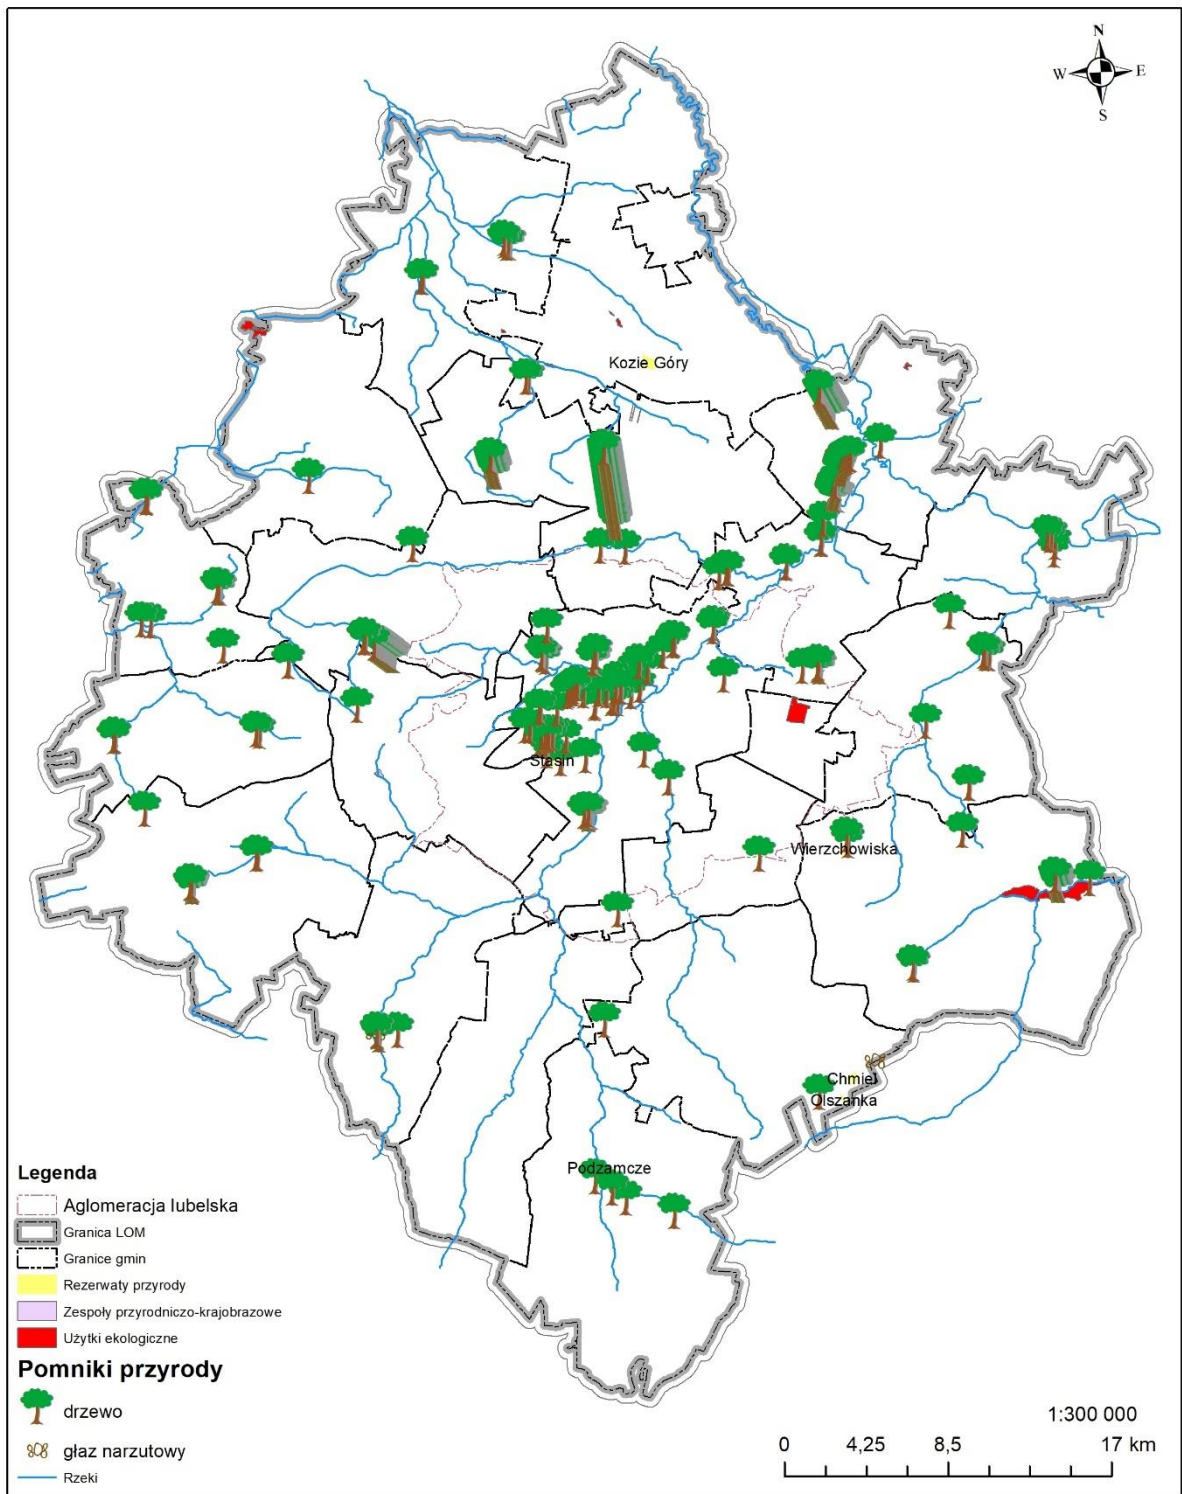 N
W E
S
Kozie Góry
Stasin
Wierzchowiska
Chmiel
Olszanka
Podzamcze
Legenda
Aglomeracja lubelska
Granica LOM
Granice gmin
Rezerwaty przyrody
Zespoły przyrodniczo-krajobrazowe
Użytki ekologiczne
Pomniki przyrody
drzewo
głaz narzutowy
Rzeki
1:300 000
0 4,25 8,5 17 km